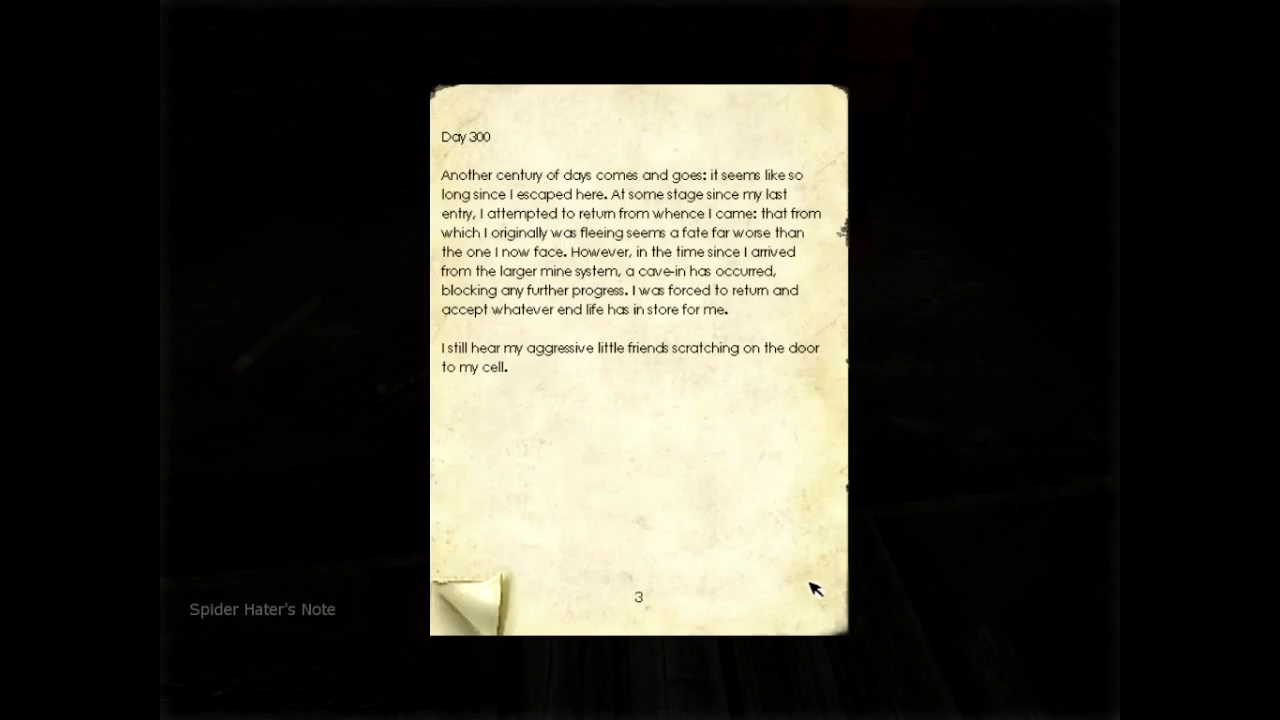 Day 300
Another century of days comes and goes: it seems like so
long since I escaped here. At some stage since my last
entry, I attempted to return from whence I came: that from
which I originally was fleeing seems a fate far worse than
the one I now face. However, in the time since I arrived
from the larger mine system, a cave-in has occurred,
blocking any further progress. I was forced to return and
accept whatever end life has in store for me.
I still hear my aggressive little friends scratching on the door
to my cell.
3
Spider Hater's Note